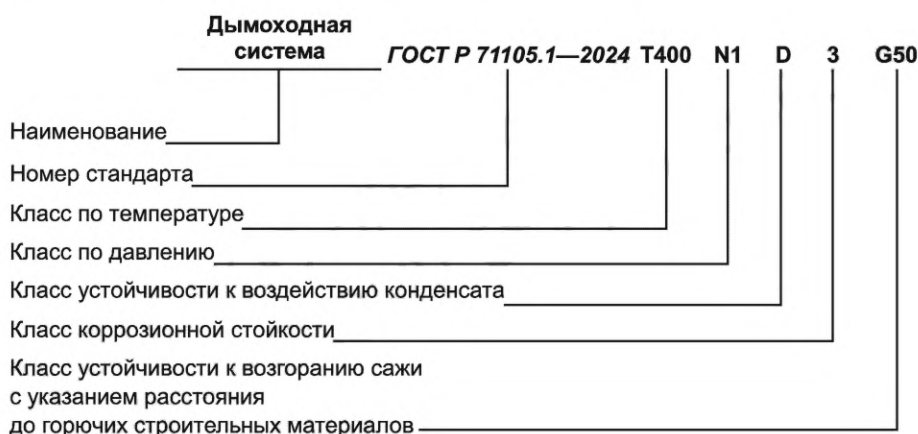 Дымоходная
система ГОСТ Р 71105.1—2024 T400 N1 D 3 G50
Наименование
Номер стандарта
Класс по температуре
Класс по давлению
Класс устойчивости к воздействию конденсата
Класс коррозионной стойкости
Класс устойчивости к возгоранию сажи
с указанием расстояния
до горючих строительных материалов